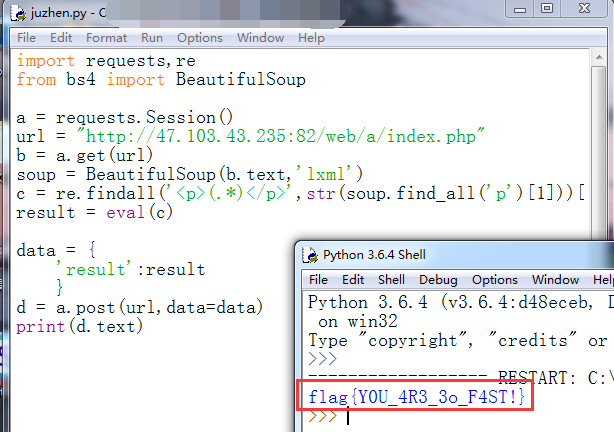 juzhen.py - C
File Edit Format Run Options Window Help
import requests,re
from bs4 import BeautifulSoup
a = requests.Session()
url = "http://47.103.43.235:82/web/a/index.php"
b = a.get(url)
soup = BeautifulSoup(b.text,'lxml')
c = re.findall('<p>(.*)</p>',str(soup.find_all('p')[1]))[
result = eval(c)
data = {
'result':result
}
d = a.post(url,data=data)
print(d.text)
Python 3.6.4 Shell
File Edit Shell Debug Options Window Help
Python 3.6.4 (v3.6.4:d48eceb, D
on win32
Type "copyright", "credits" or
>>>
------------------ RESTART: C:\
flag{Y0U_4R3_3o_F4ST!}
>>>